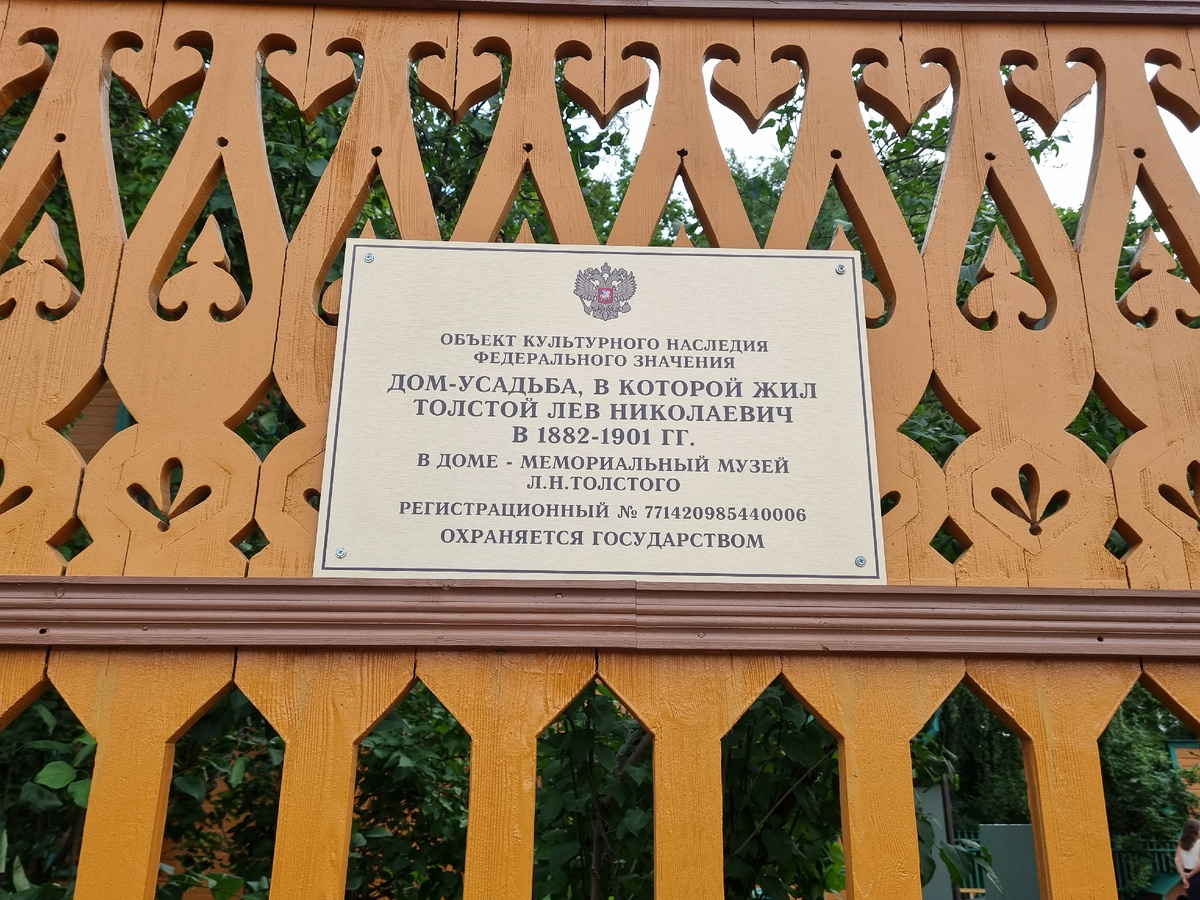 ОБЪЕКТ КУЛЬТУРНОГО НАСЛЕДИЯ
ФЕДЕРАЛЬНОГО ЗНАЧЕНИЯ
ДОМ-УСАДЬБА, В КОТОРОЙ ЖИЛ
ТОЛСТОЙ ЛЕВ НИКОЛАЕВИЧ
В 1882-1901 ГГ.
В ДОМЕ - МЕМОРИАЛЬНЫЙ МУЗЕЙ
Л.Н.ТОЛСТОГО
РЕГИСТРАЦИОННЫЙ № 771420985440006
ОХРАНЯЕТСЯ ГОСУДАРСТВОМ